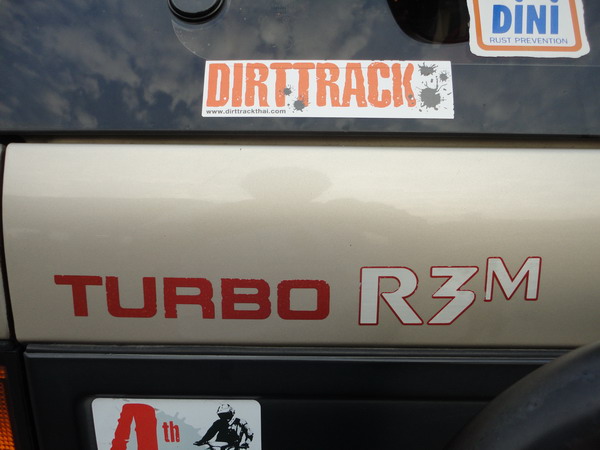 DINI
RUST PREVENTION
DIRTTRACK
www.dirttrackthai.com
TURBO R3M
4th